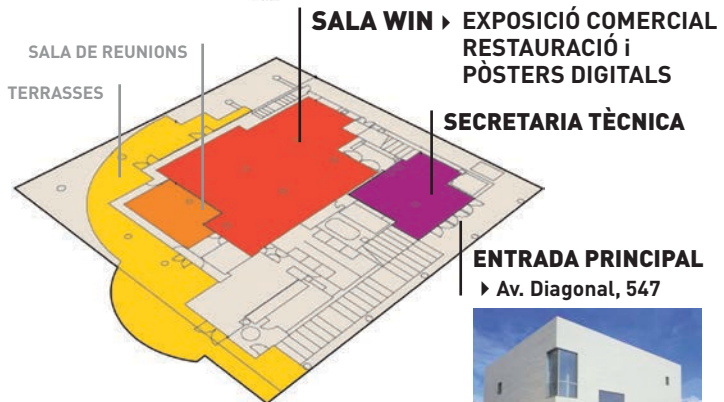 SALA WIN ▸ EXPOSICIÓ COMERCIAL
RESTAURACIÓ i
PÒSTERS DIGITALS
SALA DE REUNIONS
TERRASSES
SECRETARIA TÈCNICA
ENTRADA PRINCIPAL
▸ Av. Diagonal, 547